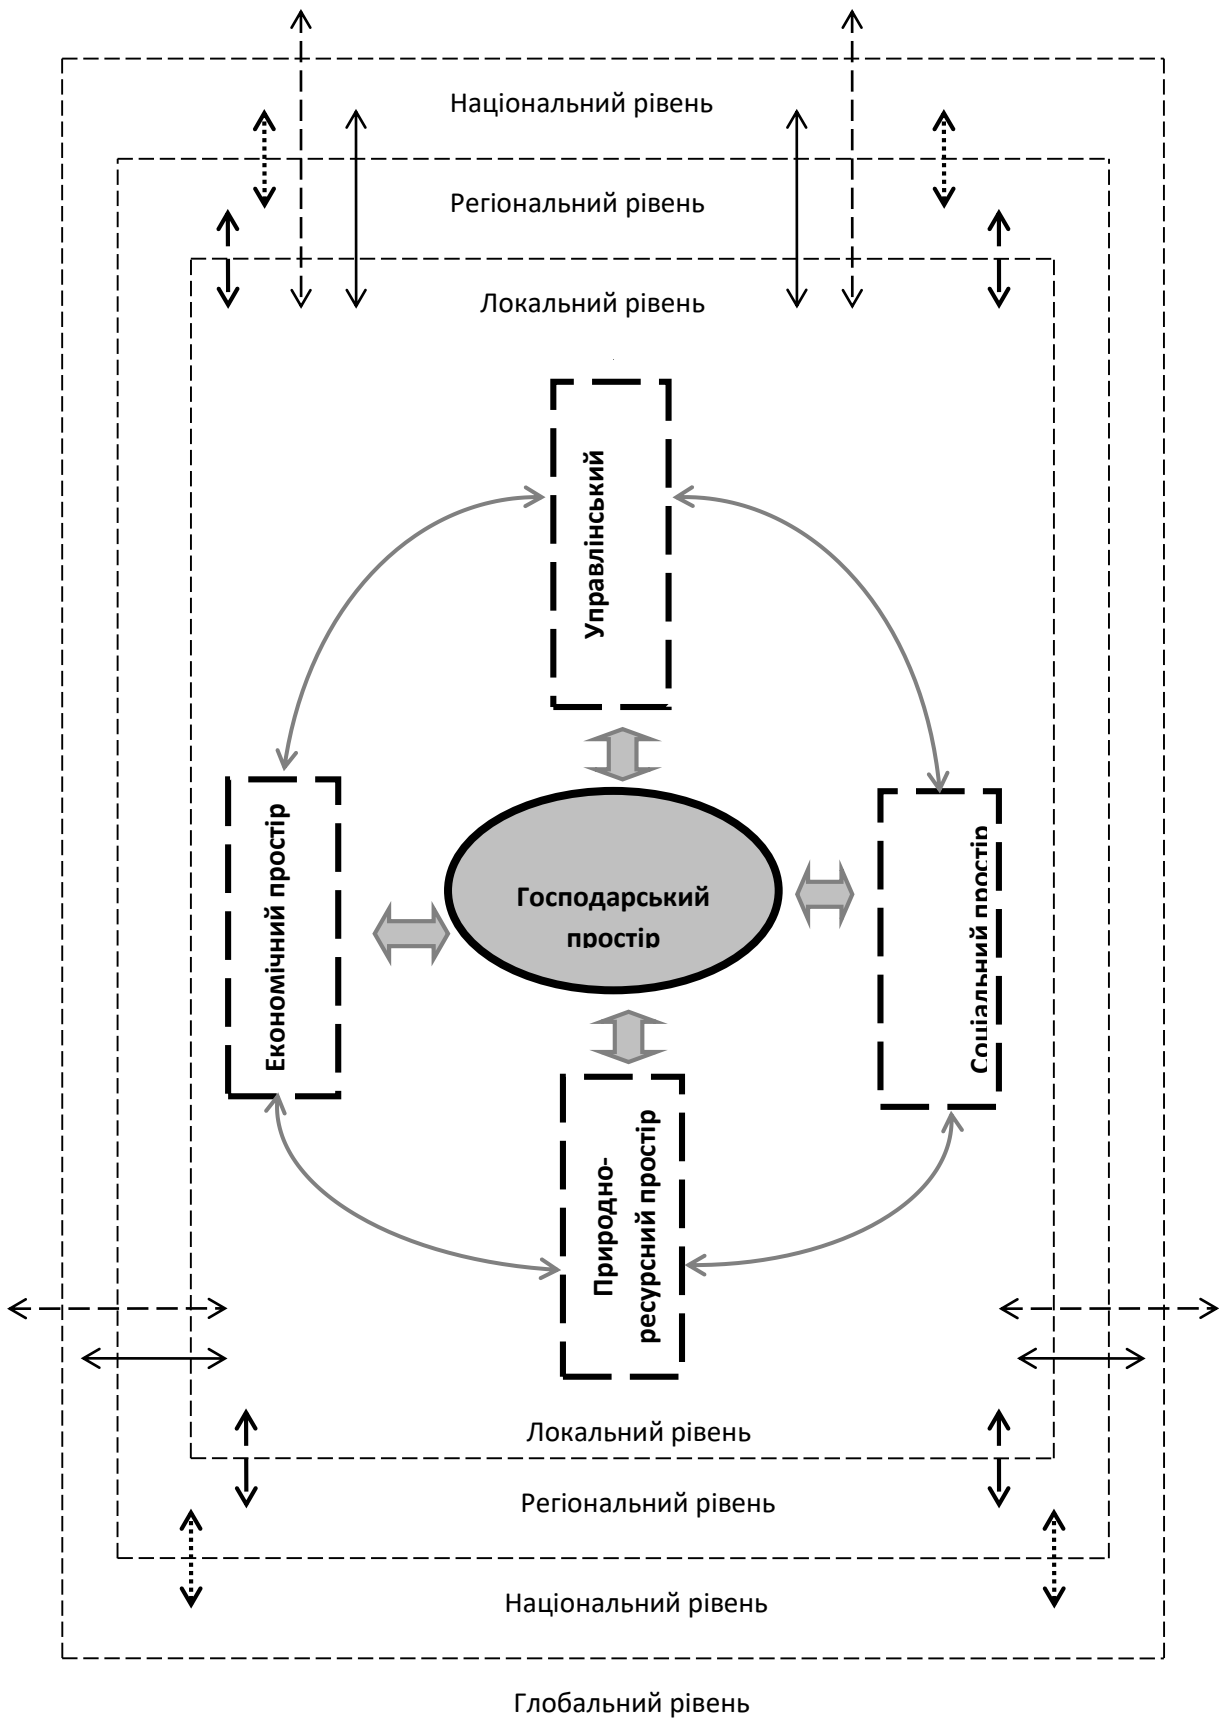 Національний рівень
Регіональний рівень
Локальний рівень
Управлінський
Економічний простір
Господарський
простір
Соціальний простір
Природно-
ресурсний простір
Локальний рівень
Регіональний рівень
Національний рівень
Глобальний рівень